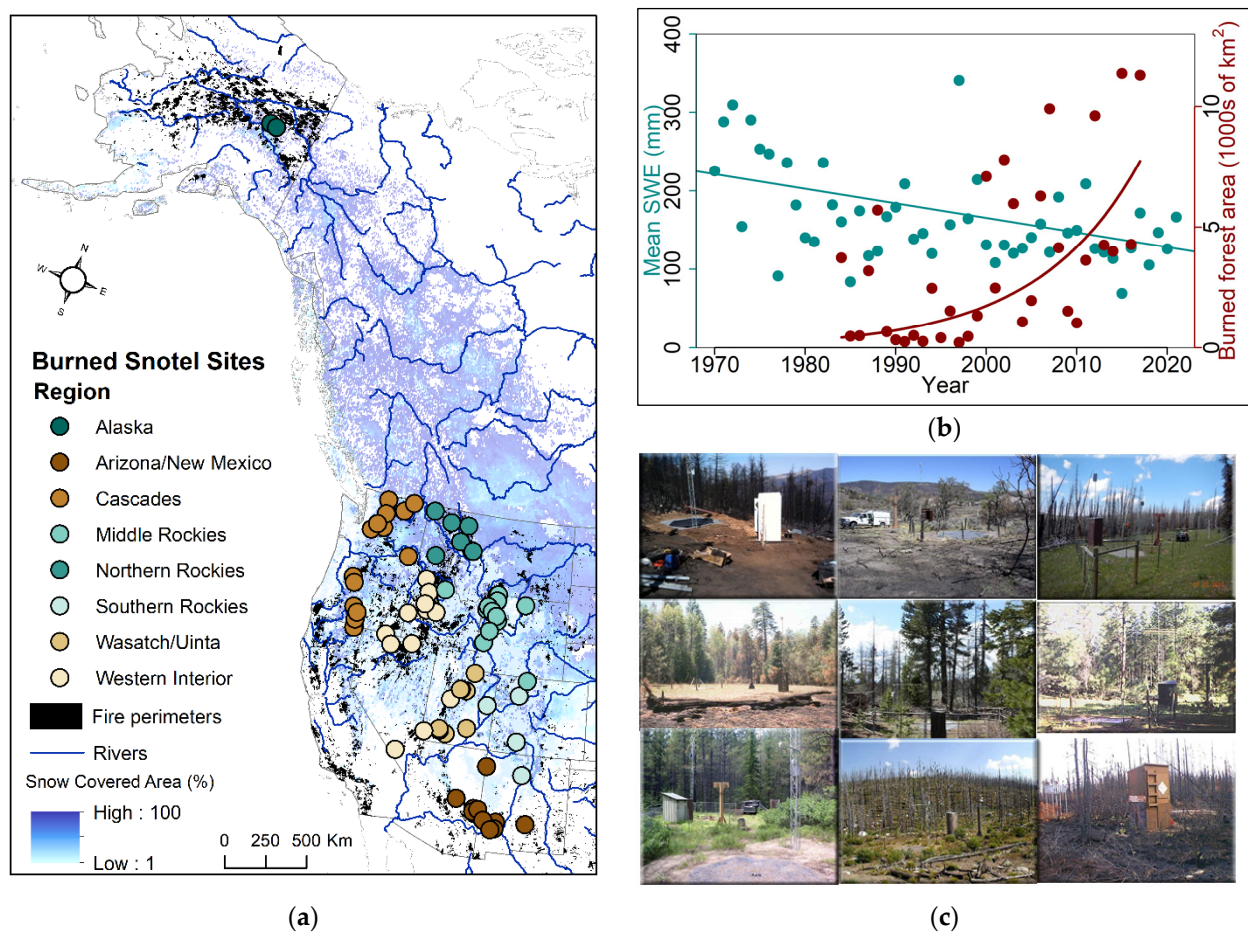 N
W
E
S
Burned Snotel Sites
Region
Alaska
Arizona/New Mexico
Cascades
Middle Rockies
Northern Rockies
Southern Rockies
Wasatch/Uinta
Western Interior
Fire perimeters
Rivers
Snow Covered Area (%)
High : 100
Low : 1
0 250 500 Km
(a)
Mean SWE (mm)
400
300
200
100
0
1970 1980 1990 2000 2010 2020
Year
10
5
0
Burned forest area (1000s of km²)
(b)
(c)